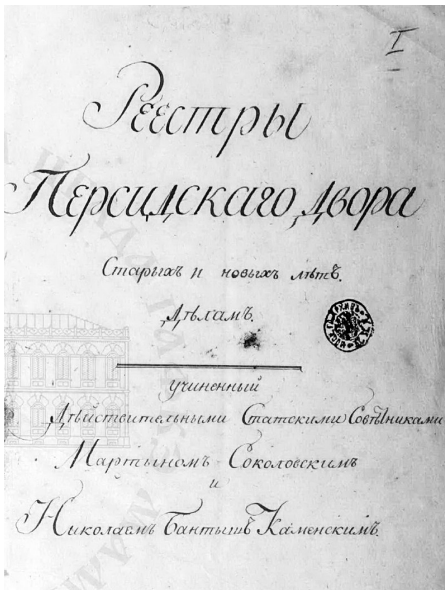 I
Реестры
Персидскаго двора
Старыхъ и новыхъ лѣтъ
дѣламъ.
учиненный
Дѣйствительными Статскими Совѣтниками
Мартыномъ Соколовскимъ
и
Николаемъ Бантышъ Каменскимъ.